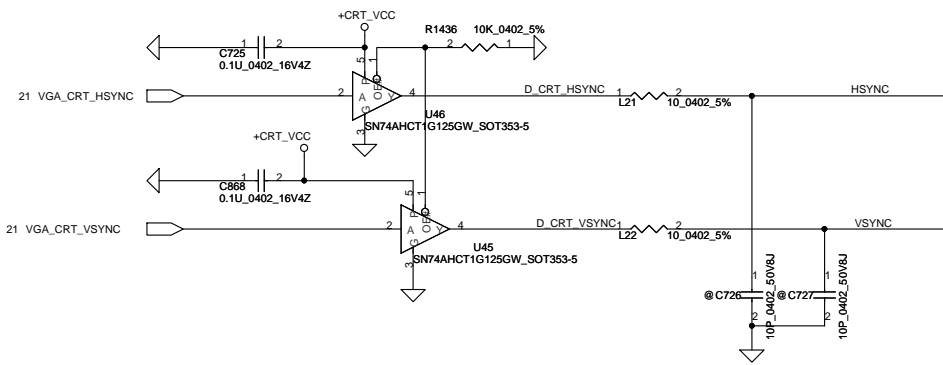 +CRT_VCC
R1436 10K_0402_5%
1 2
2 1
C725
0.1U_0402_16V4Z
5 1
P OE#
21 VGA_CRT_HSYNC 2 A Y 4 D_CRT_HSYNC 1 2 HSYNC
L21 10_0402_5%
G
3
U46
SN74AHCT1G125GW_SOT353-5
+CRT_VCC
1 2
C868
0.1U_0402_16V4Z
5 1
P OE#
21 VGA_CRT_VSYNC 2 A Y 4 D_CRT_VSYNC 1 2 VSYNC
L22 10_0402_5%
G
3
U45
SN74AHCT1G125GW_SOT353-5
1 1
@C726 @C727
2 2
10P_0402_50V8J
10P_0402_50V8J